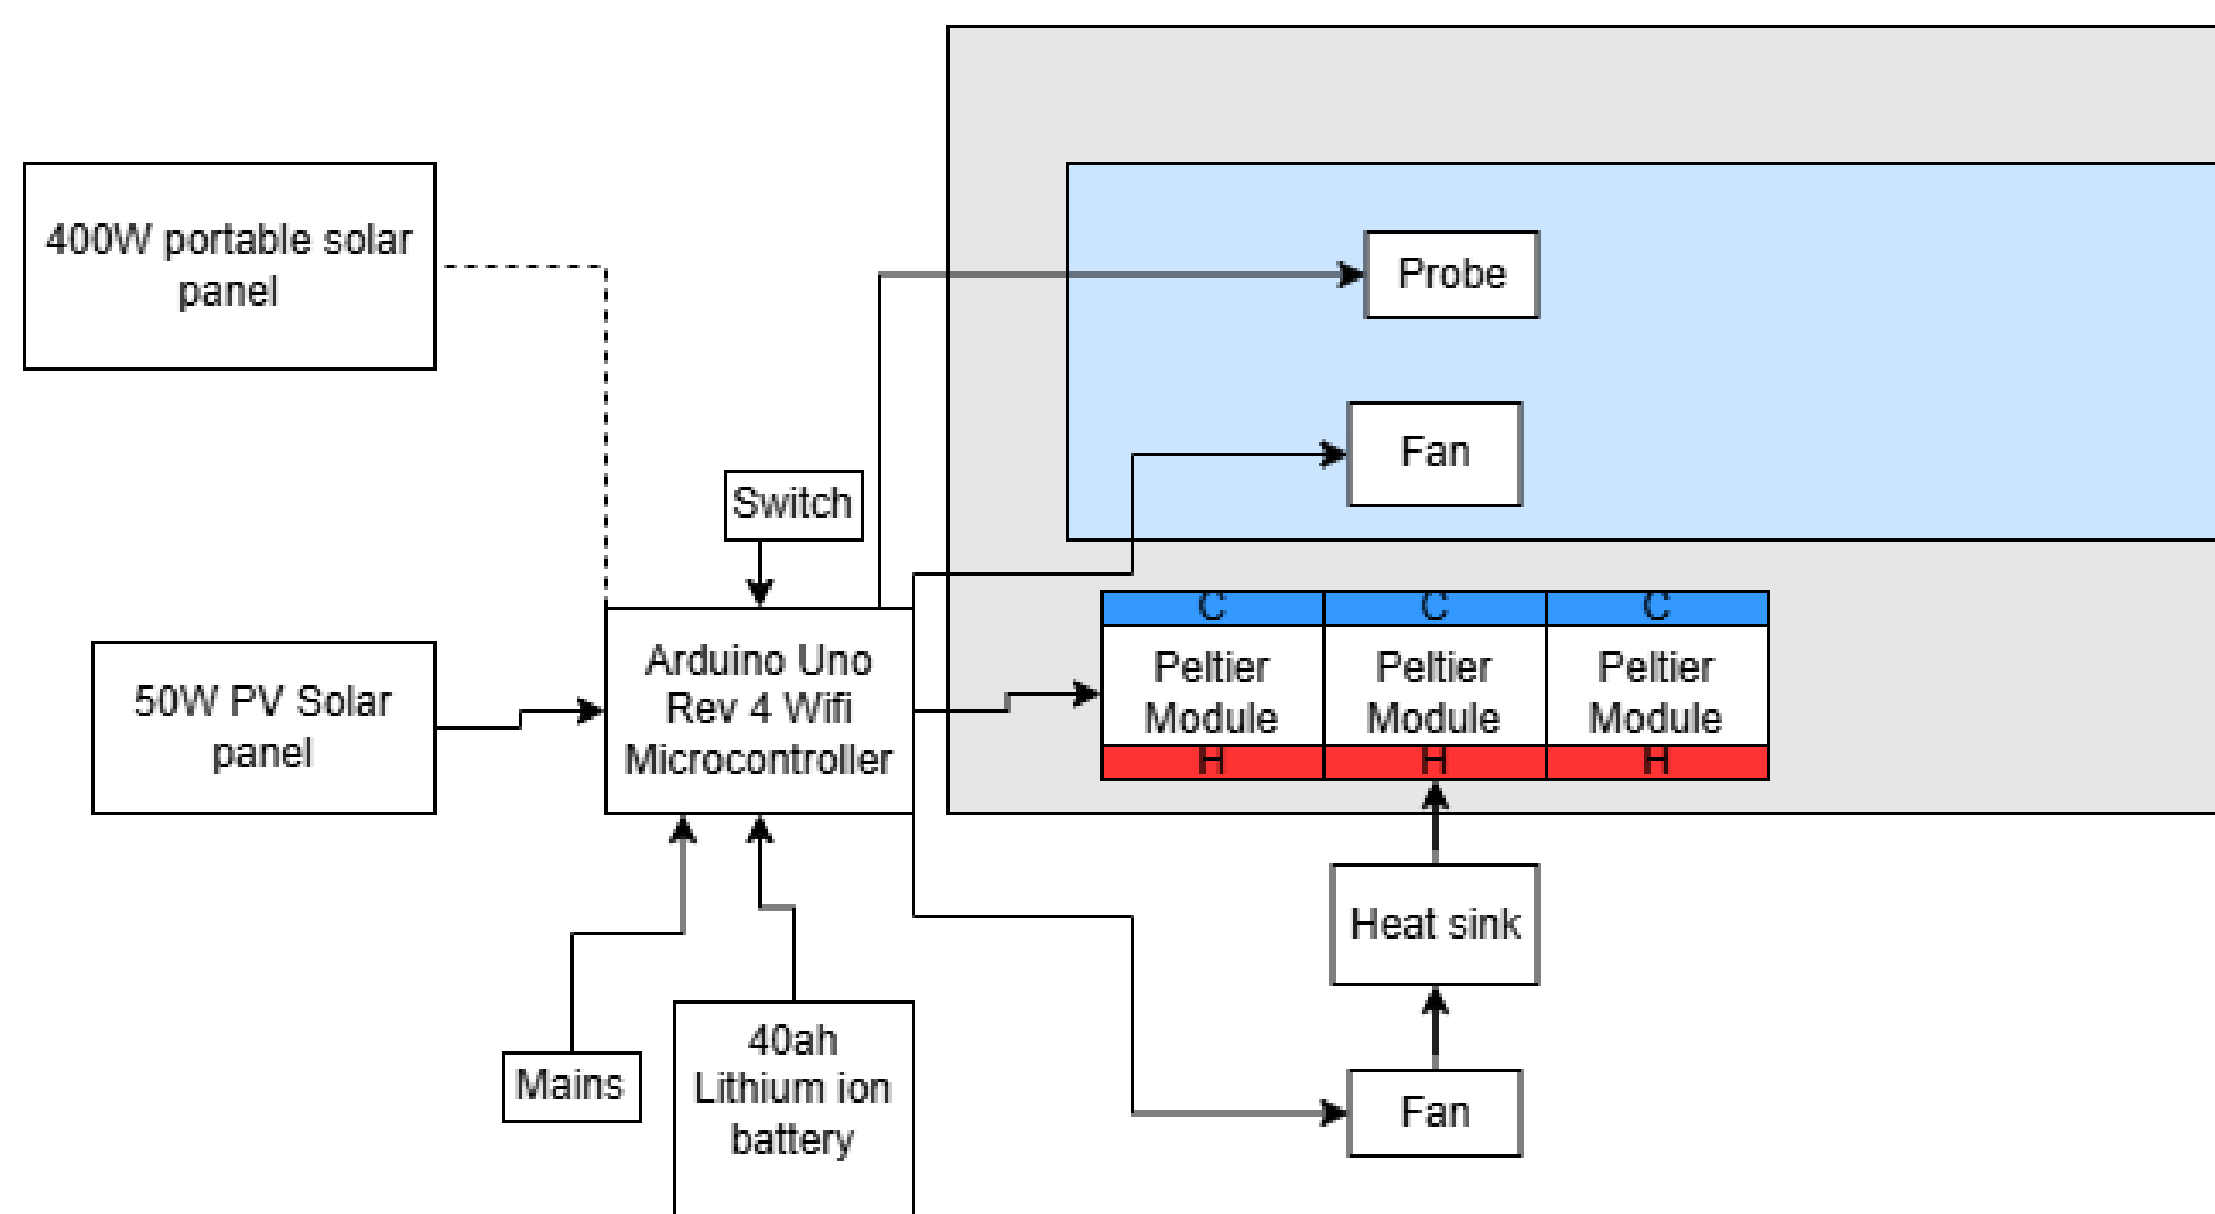 400W portable solar
panel
Probe
Fan
Switch
C
C
C
Arduino Uno
Rev 4 Wifi
Microcontroller
Peltier
Module
Peltier
Module
Peltier
Module
50W PV Solar
panel
H
H
H
Heat sink
40ah
Lithium ion
battery
Mains
Fan